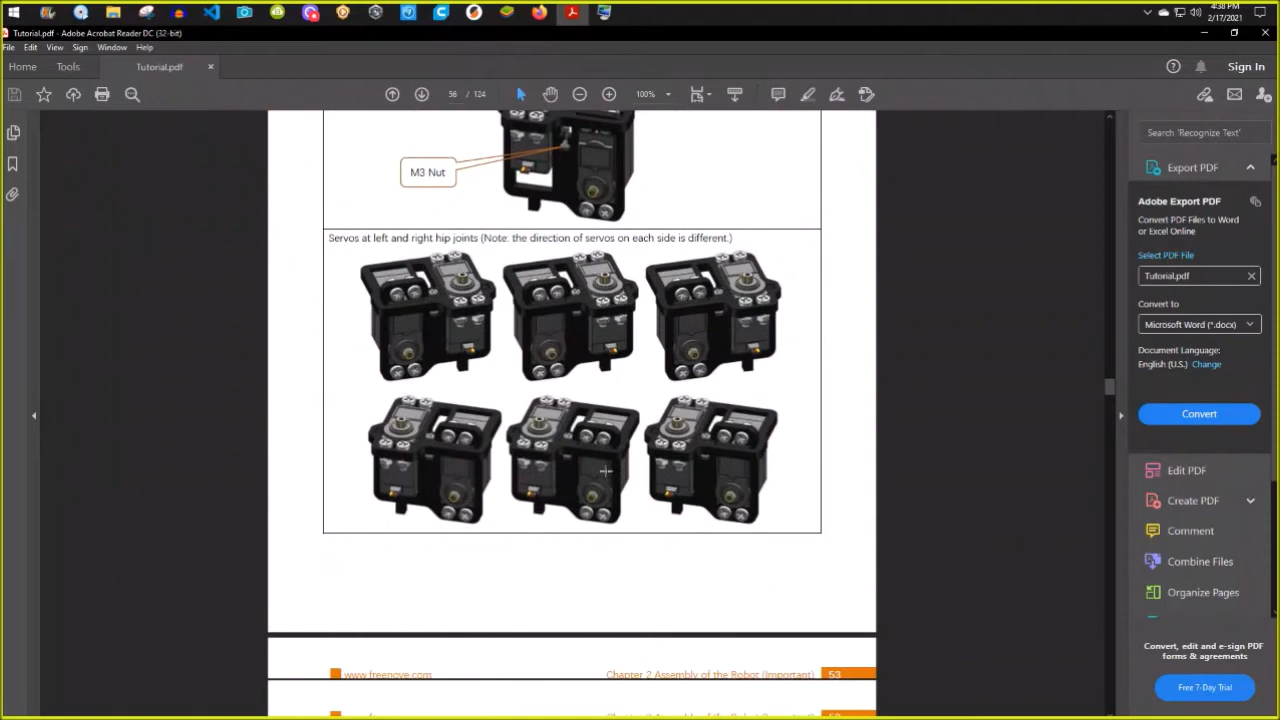 4:38 PM
2/17/2021
Tutorial.pdf - Adobe Acrobat Reader DC (32-bit)
File Edit View Sign Window Help
Home Tools Tutorial.pdf × Sign In
56 / 124 100%
Search 'Recognize Text'
M3 Nut
Export PDF
Adobe Export PDF
Convert PDF Files to Word
or Excel Online
Servos at left and right hip joints (Note: the direction of servos on each side is different.)
Select PDF File
Tutorial.pdf ×
Convert to
Microsoft Word (*.docx)
Document Language:
English (U.S.) Change
Convert
Edit PDF
Create PDF
Comment
Combine Files
Organize Pages
Convert, edit and e-sign PDF
forms & agreements
Free 7-Day Trial
www.freenove.com Chapter 2 Assembly of the Robot (Important) 53